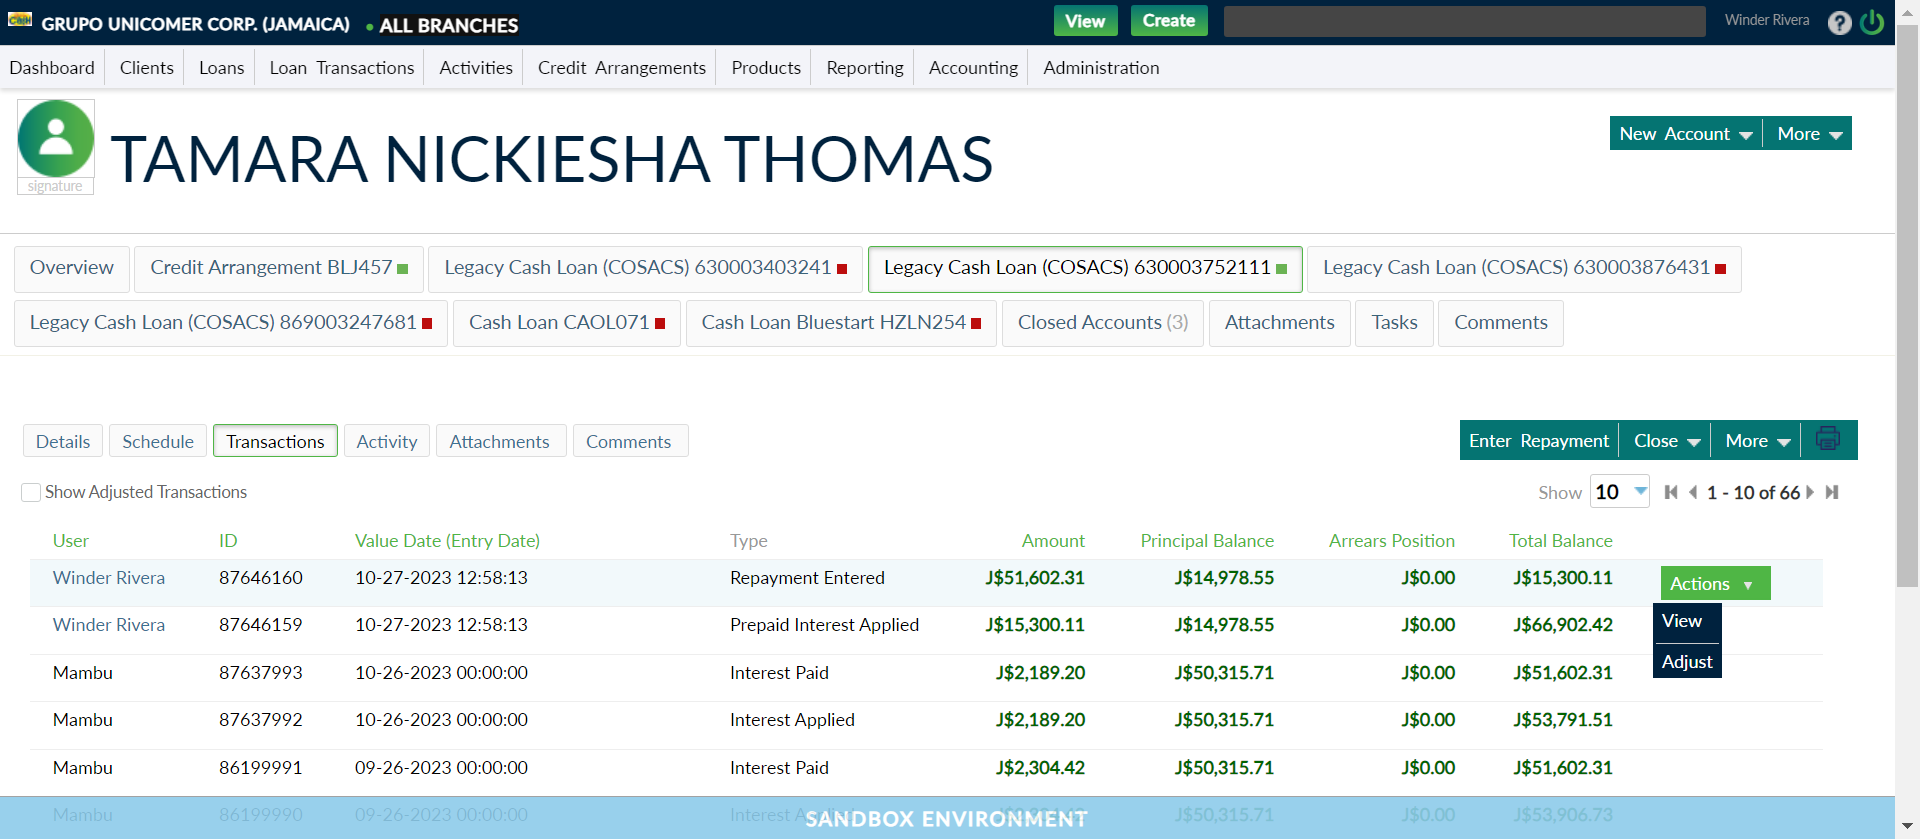 Cash GRUPO UNICOMER CORP. (JAMAICA) • ALL BRANCHES View Create Winder Rivera ?
Dashboard Clients Loans Loan Transactions Activities Credit Arrangements Products Reporting Accounting Administration
TAMARA NICKIESHA THOMAS
signature
New Account More
Overview Credit Arrangement BLJ457 Legacy Cash Loan (COSACS) 630003403241 Legacy Cash Loan (COSACS) 630003752111 Legacy Cash Loan (COSACS) 630003876431
Legacy Cash Loan (COSACS) 869003247681 Cash Loan CAOL071 Cash Loan Bluestart HZLN254 Closed Accounts (3) Attachments Tasks Comments
Details Schedule Transactions Activity Attachments Comments Enter Repayment Close More
Show Adjusted Transactions Show 10 1 - 10 of 66
User ID Value Date (Entry Date) Type Amount Principal Balance Arrears Position Total Balance
Winder Rivera 87646160 10-27-2023 12:58:13 Repayment Entered J$51,602.31 J$14,978.55 J$0.00 J$15,300.11 Actions
Winder Rivera 87646159 10-27-2023 12:58:13 Prepaid Interest Applied J$15,300.11 J$14,978.55 J$0.00 J$66,902.42 View
Adjust
Mambu 87637993 10-26-2023 00:00:00 Interest Paid J$2,189.20 J$50,315.71 J$0.00 J$51,602.31
Mambu 87637992 10-26-2023 00:00:00 Interest Applied J$2,189.20 J$50,315.71 J$0.00 J$53,791.51
Mambu 86199991 09-26-2023 00:00:00 Interest Paid J$2,304.42 J$50,315.71 J$0.00 J$51,602.31
Mambu 86199990 09-26-2023 00:00:00 Interest J$50,315.71 J$0.00 J$53,906.73
SANDBOX ENVIRONMENT